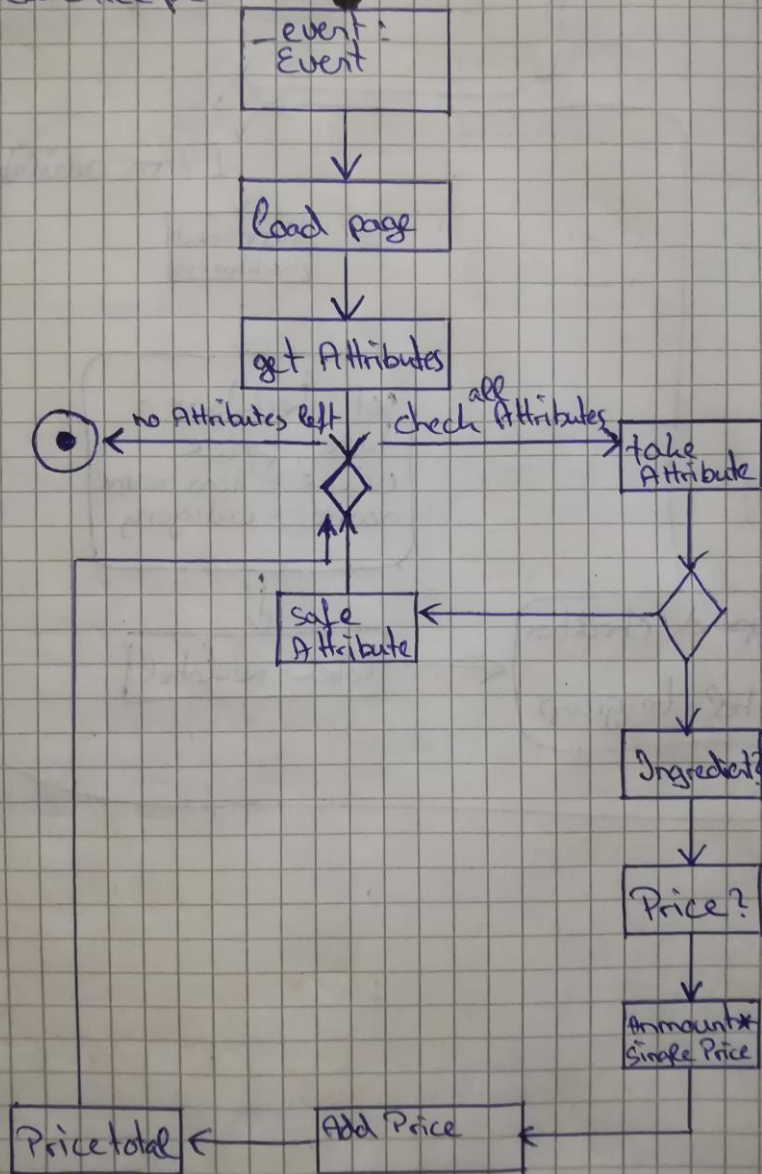 _event:
Event
load page
get Attributes
no Attributes left
all
check Attributes
take
Attribute
safe
Attribute
Ingredient?
Price?
Ammount*
Single Price
Add Price
Pricetotal